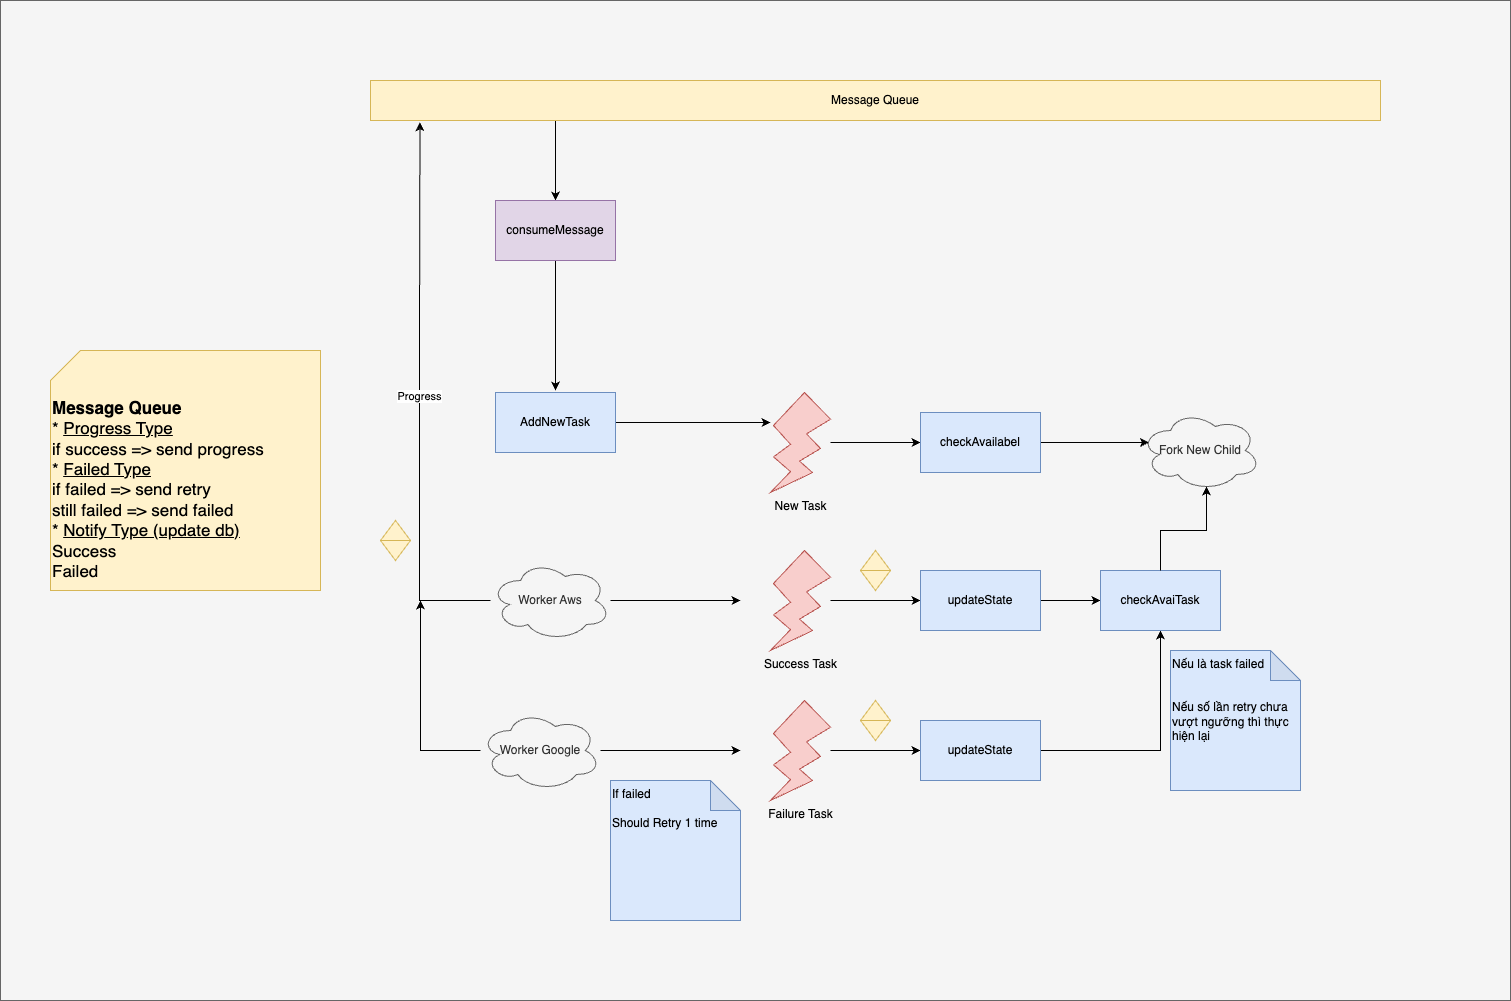 Message Queue
consumeMessage
Progress
Message Queue
* Progress Type
if success => send progress
* Failed Type
if failed => send retry
still failed => send failed
* Notify Type (update db)
Success
Failed
AddNewTask
New Task
checkAvailabel
Fork New Child
Worker Aws
Success Task
updateState
checkAvaiTask
Nếu là task failed
Nếu số lần retry chưa
vượt ngưỡng thì thực
hiện lại
Worker Google
If failed
Should Retry 1 time
Failure Task
updateState